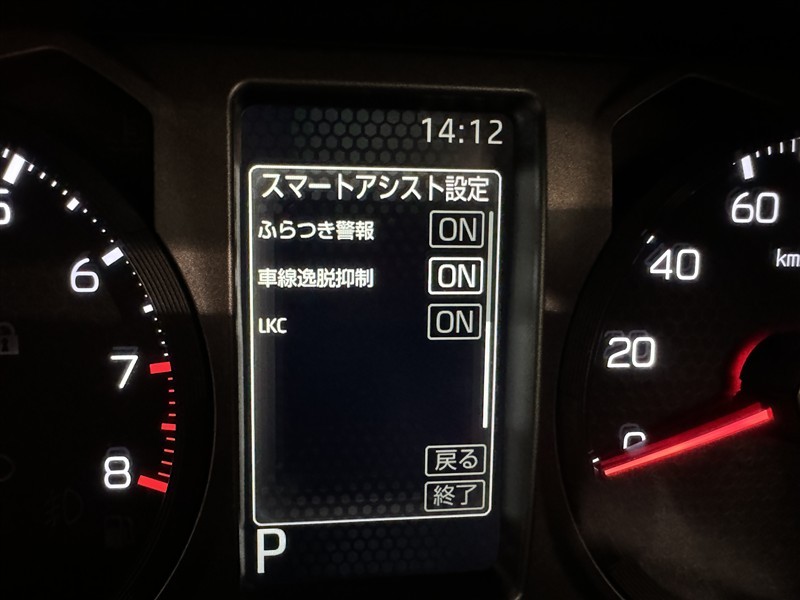 14:12
スマートアシスト設定
ふらつき警報 ON
車線逸脱抑制 ON
LKC ON
戻る
終了
P
6
7
8
60
40
20
0
km